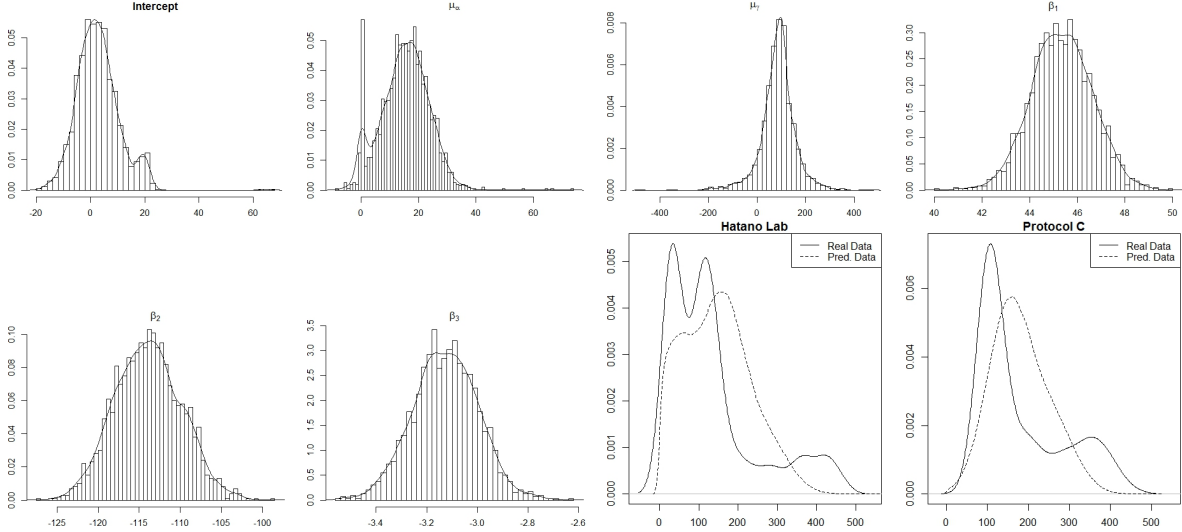 Intercept
0.00 0.01 0.02 0.03 0.04 0.05
-20 0 20 40 60
μα
0.00 0.01 0.02 0.03 0.04 0.05
0 20 40 60
μγ
0.000 0.002 0.004 0.006 0.008
-400 -200 0 200 400
β1
0.00 0.05 0.10 0.15 0.20 0.25 0.30
40 42 44 46 48 50
β2
0.00 0.02 0.04 0.06 0.08 0.10
-125 -120 -115 -110 -105 -100
β3
0.0 0.5 1.0 1.5 2.0 2.5 3.0 3.5
-3.4 -3.2 -3.0 -2.8 -2.6
Hatano Lab
Real Data
Pred. Data
0.000 0.001 0.002 0.003 0.004 0.005
0 100 200 300 400 500
Protocol C
Real Data
Pred. Data
0.000 0.002 0.004 0.006
0 100 200 300 400 500